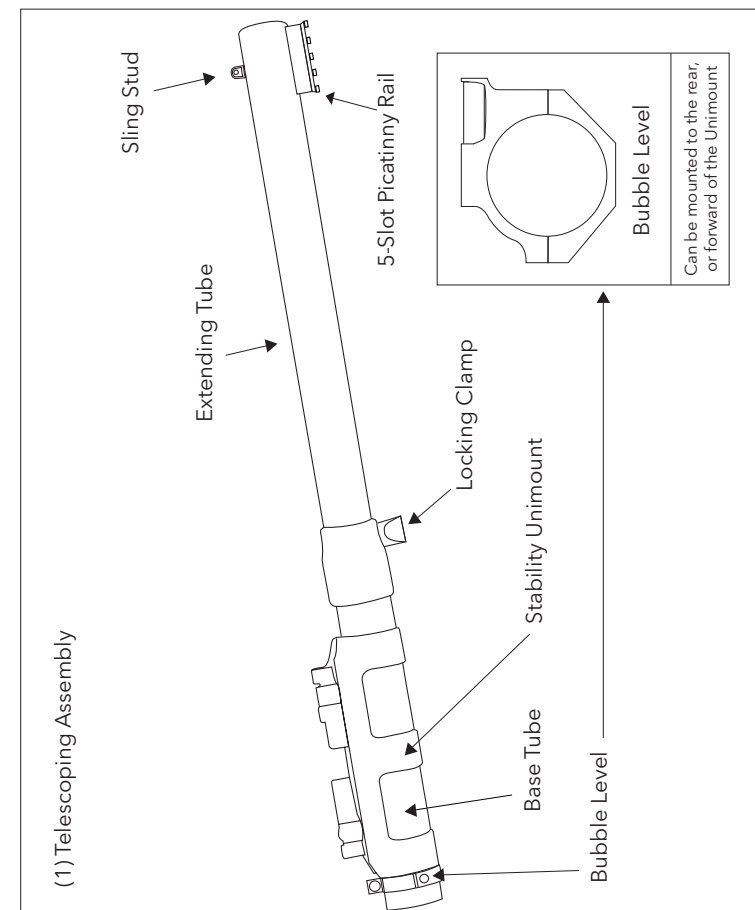 (1) Telescoping Assembly
Sling Stud
Extending Tube
5-Slot Picatinny Rail
Locking Clamp
Stability Unimount
Base Tube
Bubble Level
Bubble Level
Can be mounted to the rear,
or forward of the Unimount